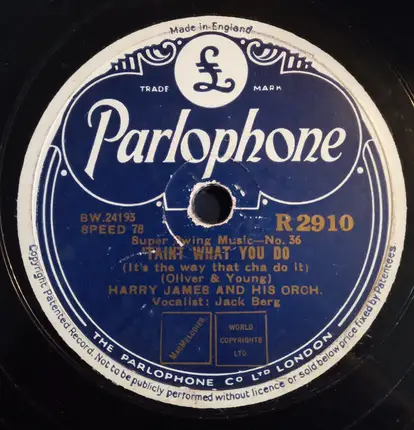 Made in England
£
TRADE MARK
Parlophone
BW.24193
SPEED 78
R 2910
Super Swing Music—No. 36
'TAINT WHAT YOU DO
(It's the way that cha do it)
(Oliver & Young)
HARRY JAMES AND HIS ORCH.
Vocalist: Jack Berg
WORLD
COPYRIGHTS
LTD
THE PARLOPHONE CO LTD LONDON
Copyright Patented Record. Not to be publicly performed without licence or sold below price fixed by Patentees